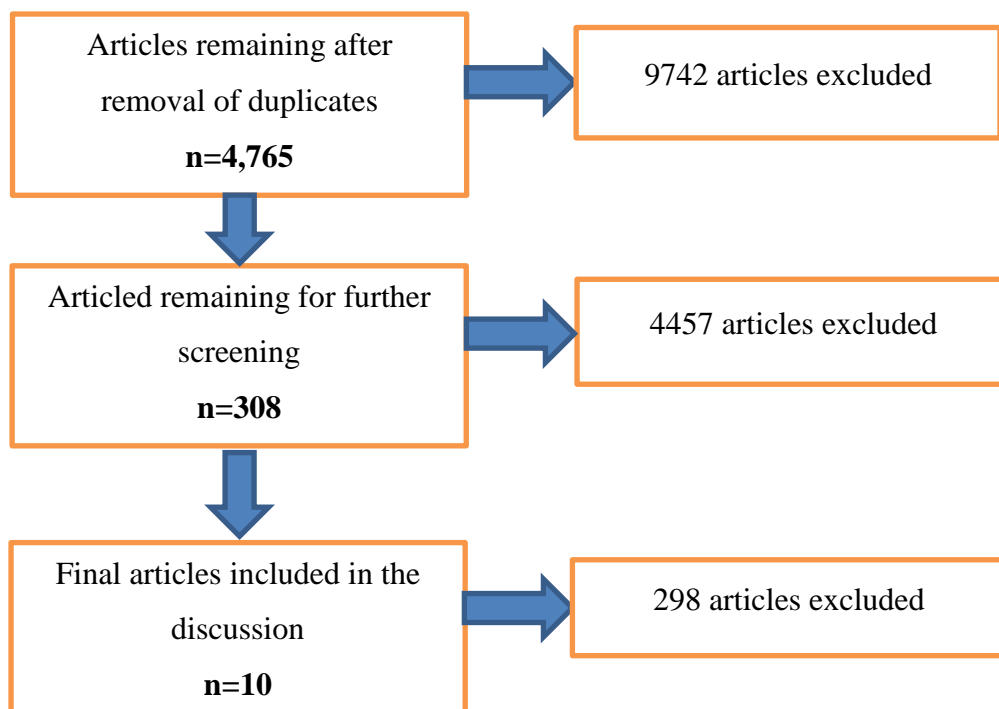 Articles remaining after
removal of duplicates
n=4,765
9742 articles excluded
Articled remaining for further
screening
n=308
4457 articles excluded
Final articles included in the
discussion
n=10
298 articles excluded